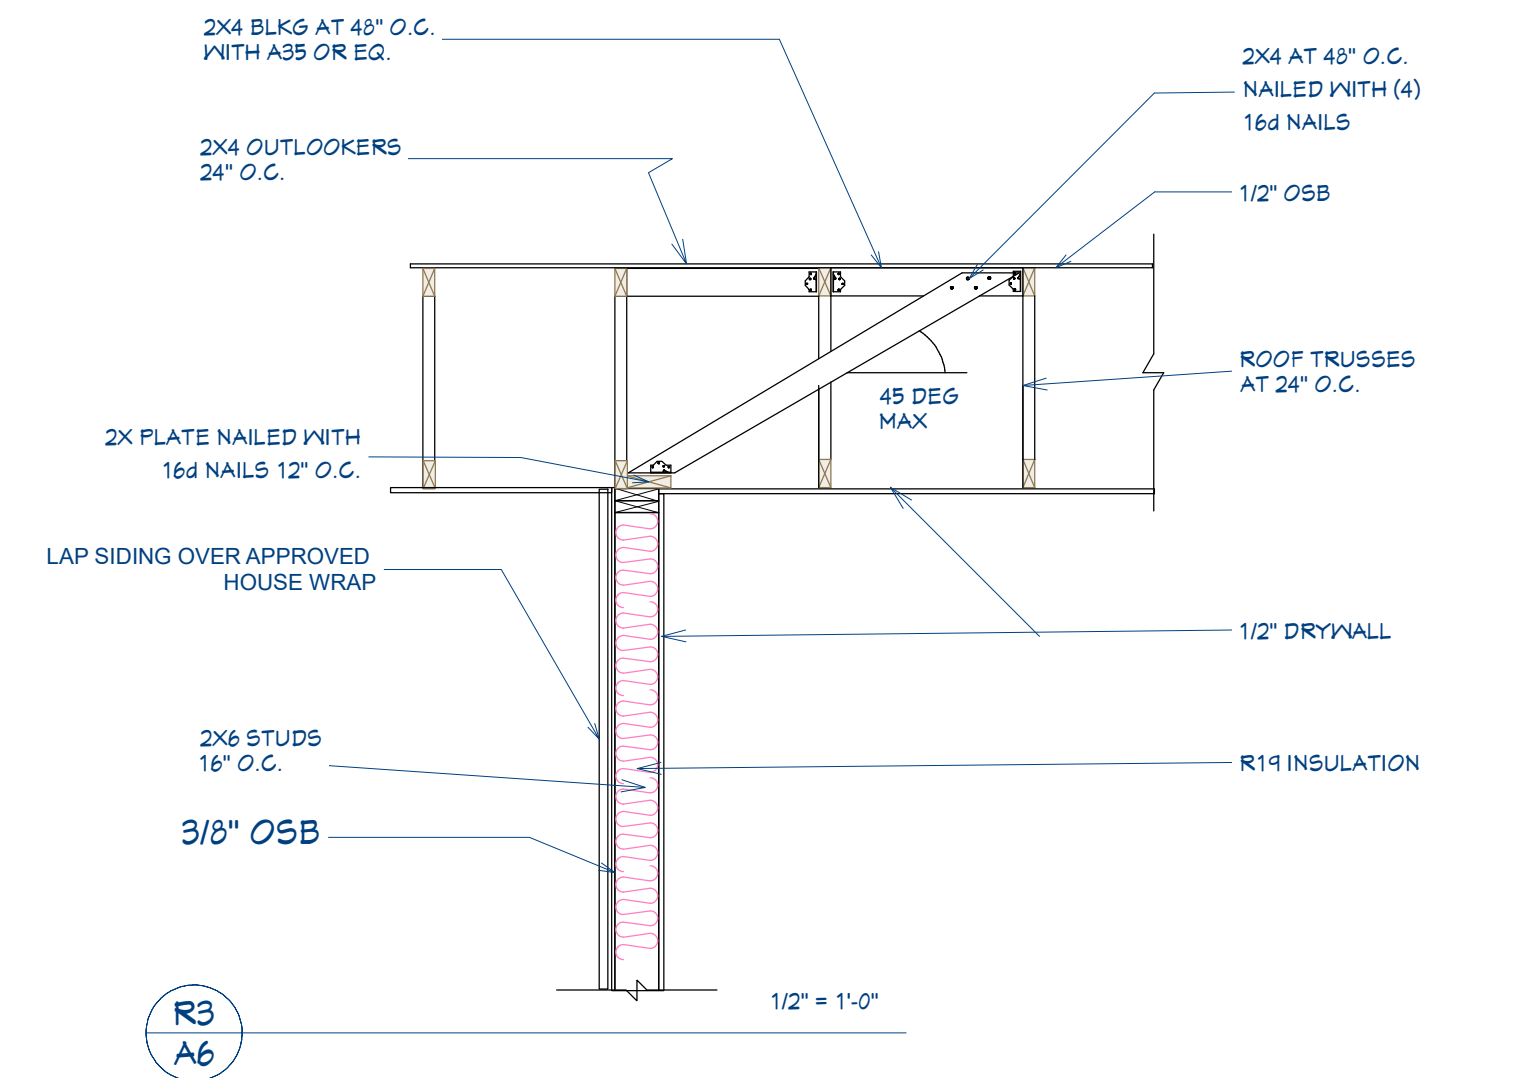 2X4 BLKG AT 48" O.C.
WITH A35 OR EQ.
2X4 AT 48" O.C.
NAILED WITH (4)
16d NAILS
2X4 OUTLOOKERS
24" O.C.
1/2" OSB
ROOF TRUSSES
AT 24" O.C.
45 DEG
MAX
2X PLATE NAILED WITH
16d NAILS 12" O.C.
LAP SIDING OVER APPROVED
HOUSE WRAP
1/2" DRYWALL
2X6 STUDS
16" O.C.
R19 INSULATION
3/8" OSB
1/2" = 1'-0"
R3
A6